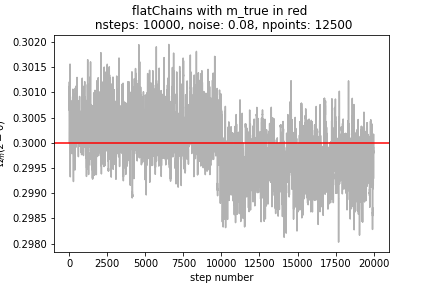 flatChains with m_true in red
nsteps: 10000, noise: 0.08, npoints: 12500
0.3020
0.3015
0.3010
0.3005
0.3000
0.2995
0.2990
0.2985
0.2980
0 2500 5000 7500 10000 12500 15000 17500 20000
step number